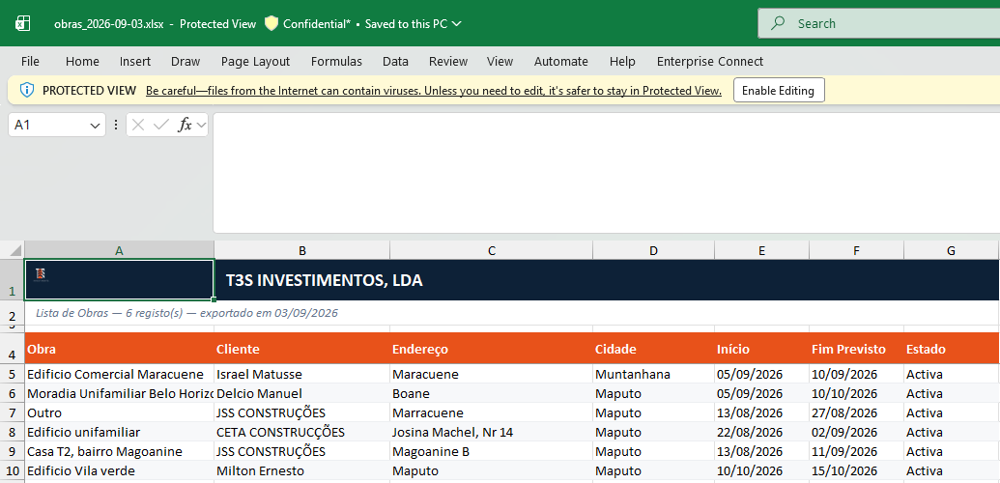 obras_2026-09-03.xlsx - Protected View Confidential* • Saved to this PC Search
File Home Insert Draw Page Layout Formulas Data Review View Automate Help Enterprise Connect
PROTECTED VIEW Be careful—files from the Internet can contain viruses. Unless you need to edit, it's safer to stay in Protected View. Enable Editing
A1 fx
A B C D E F G
1 T3S INVESTIMENTOS, LDA
2 Lista de Obras — 6 registo(s) — exportado em 03/09/2026
3
4 Obra Cliente Endereço Cidade Início Fim Previsto Estado
5 Edificio Comercial Maracuene Israel Matusse Maracuene Muntanhana 05/09/2026 10/09/2026 Activa
6 Moradia Unifamiliar Belo Horizo Delcio Manuel Boane Maputo 05/09/2026 10/10/2026 Activa
7 Outro JSS CONSTRUÇÕES Marracuene Maputo 13/08/2026 27/08/2026 Activa
8 Edificio unifamiliar CETA CONSTRUCÇÕES Josina Machel, Nr 14 Maputo 22/08/2026 02/09/2026 Activa
9 Casa T2, bairro Magoanine JSS CONSTRUÇÕES Magoanine B Maputo 13/08/2026 11/09/2026 Activa
10 Edificio Vila verde Milton Ernesto Maputo Maputo 10/10/2026 15/10/2026 Activa